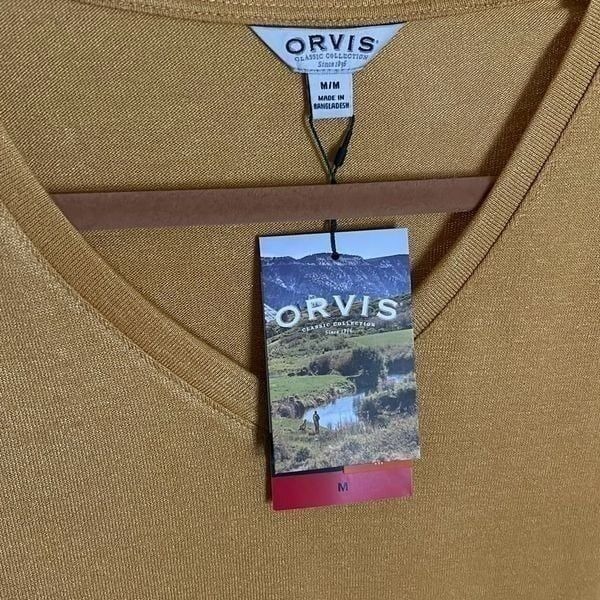 ORVIS
CLASSIC COLLECTION
Since 1856
M/M
MADE IN
BANGLADESH
ORVIS
CLASSIC COLLECTION
Since 1856
M